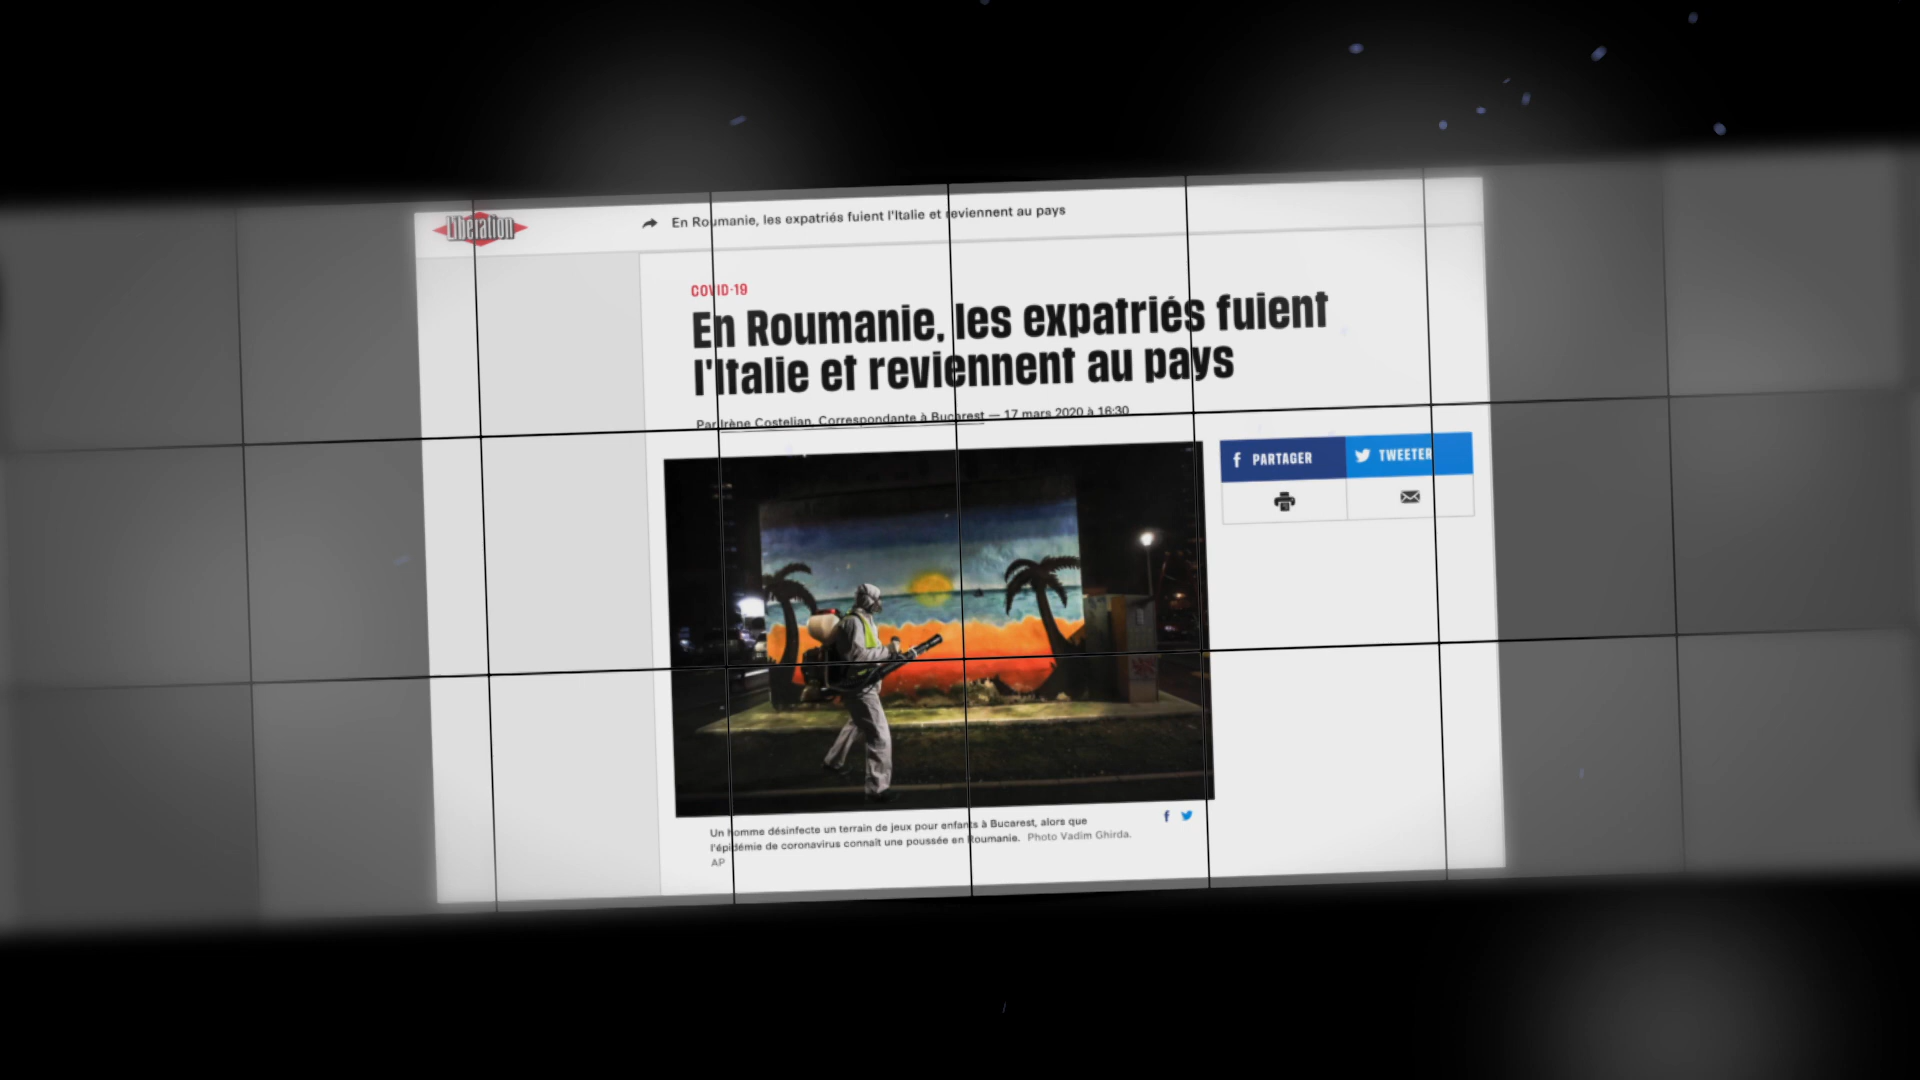 Libération
En Roumanie, les expatriés fuient l'Italie et reviennent au pays
COVID-19
En Roumanie, les expatriés fuient
l'Italie et reviennent au pays
Par Irène Costelian, Correspondante à Bucarest — 17 mars 2020 à 16:30
PARTAGER
TWEETER
Un homme désinfecte un terrain de jeux pour enfants à Bucarest, alors que
l'épidémie de coronavirus connaît une poussée en Roumanie. Photo Vadim Ghirda.
AP